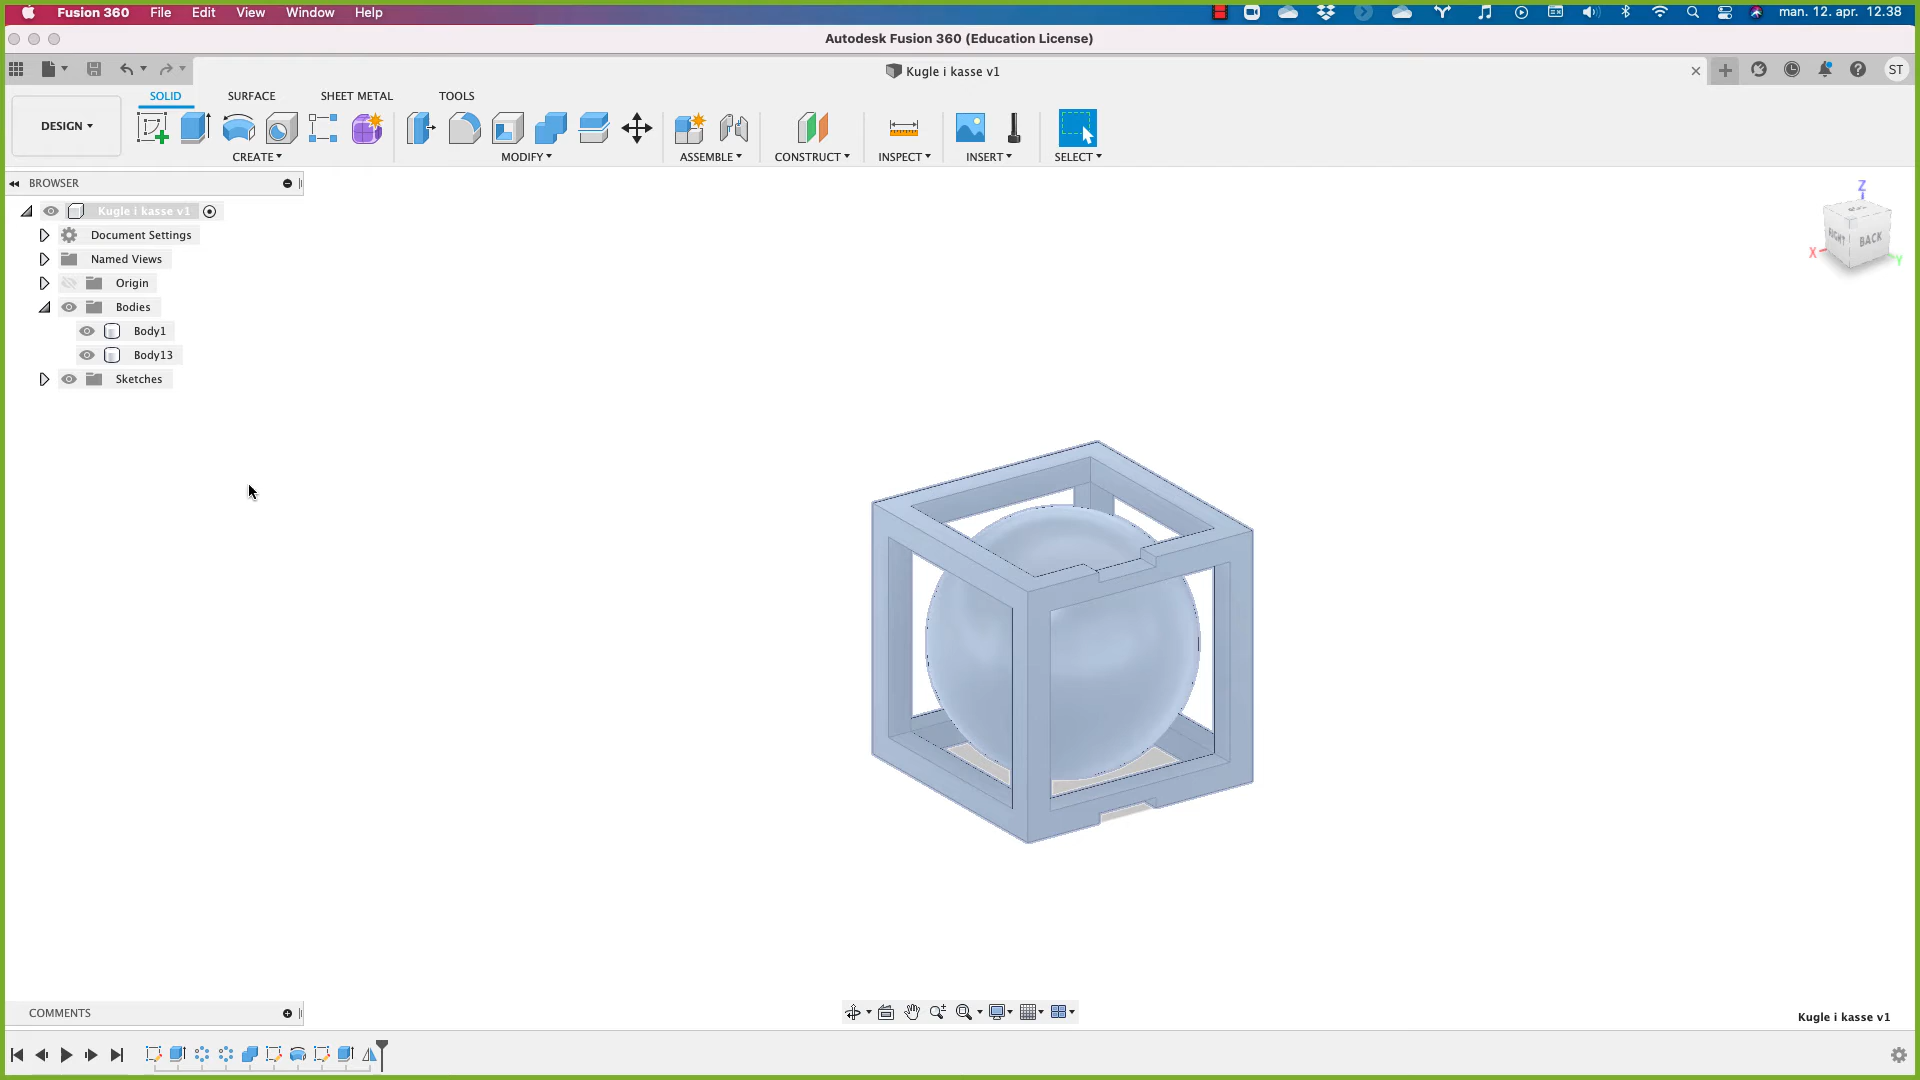 Fusion 360 File Edit View Window Help man. 12. apr. 12.38
Autodesk Fusion 360 (Education License)
Kugle i kasse v1 ST
SOLID SURFACE SHEET METAL TOOLS
DESIGN
CREATE MODIFY ASSEMBLE CONSTRUCT INSPECT INSERT SELECT
BROWSER
Kugle i kasse v1
Document Settings
Named Views
Origin
Bodies
Body1
Body13
Sketches
Z
RIGHT BACK
X Y
COMMENTS
Kugle i kasse v1